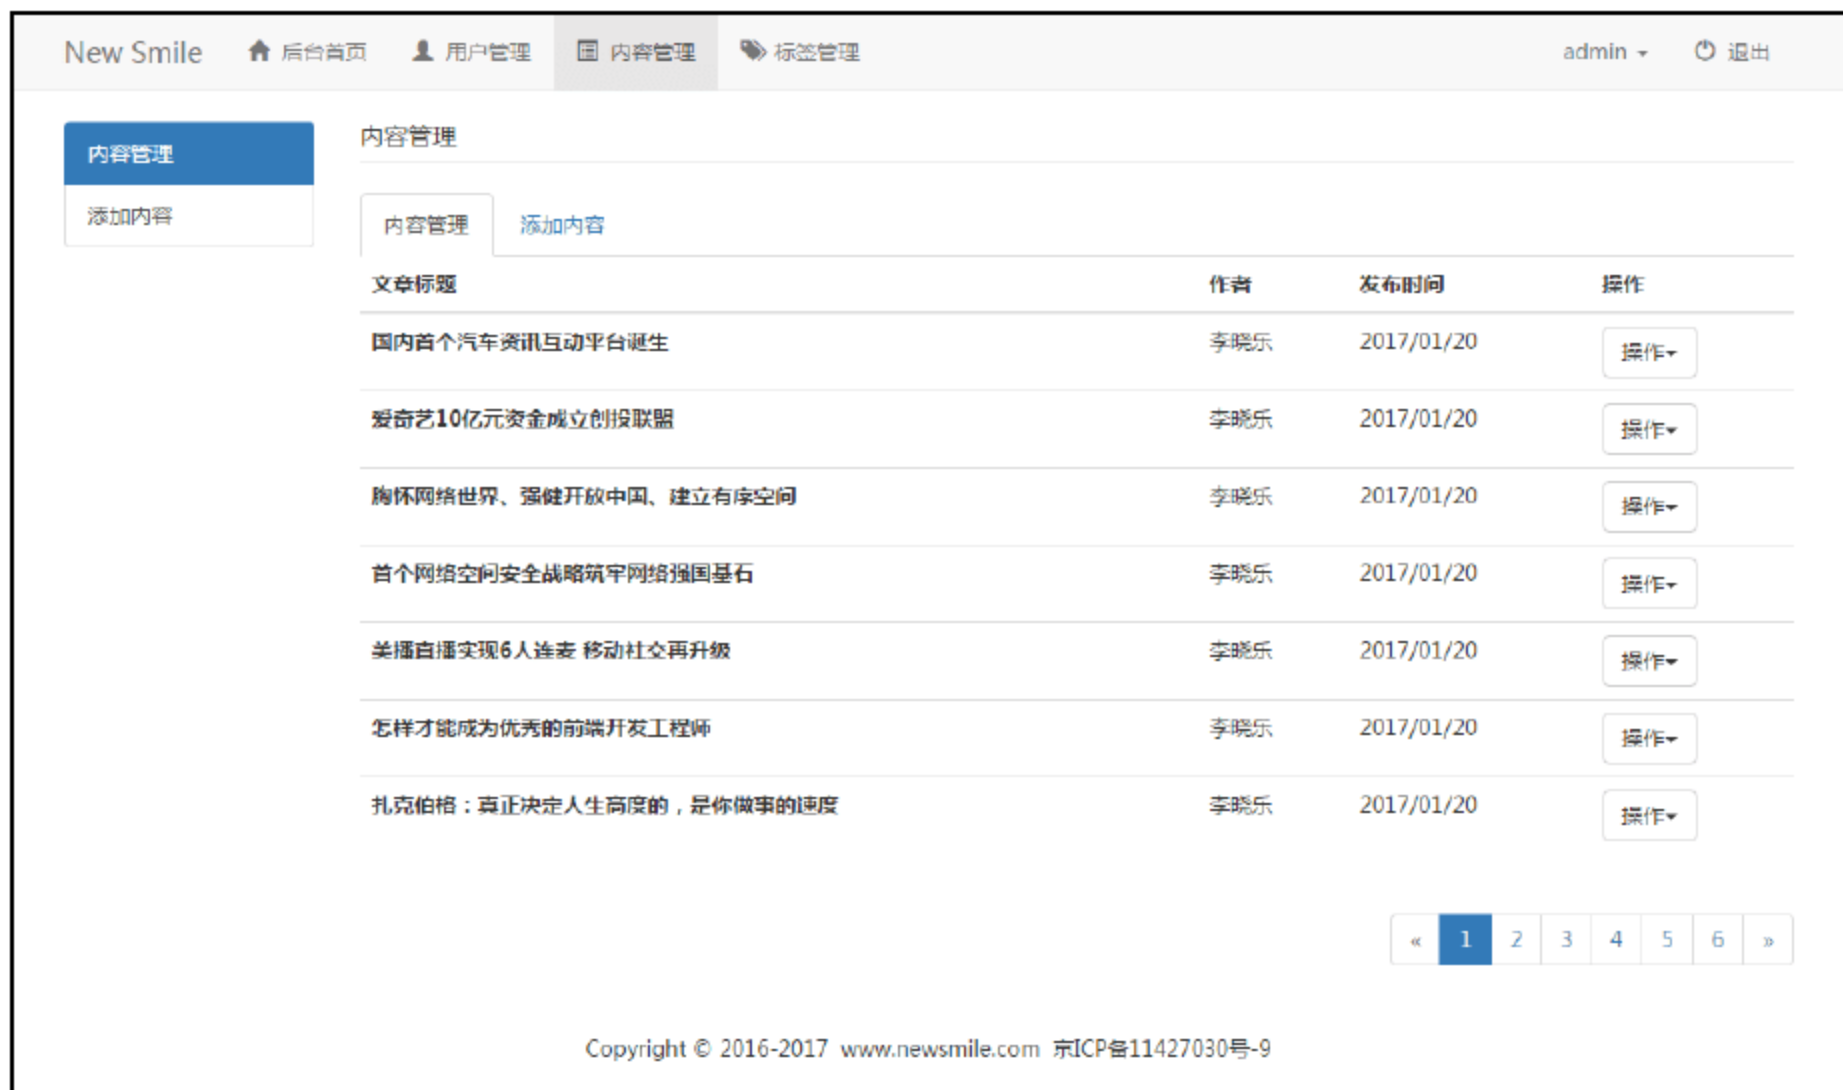 New Smile 后台首页 用户管理 内容管理 标签管理 admin 退出
内容管理
添加内容
内容管理
内容管理 添加内容
文章标题 作者 发布时间 操作
国内首个汽车资讯互动平台诞生 李晓乐 2017/01/20 操作
爱奇艺10亿元资金成立创投联盟 李晓乐 2017/01/20 操作
胸怀网络世界、强健开放中国、建立有序空间 李晓乐 2017/01/20 操作
首个网络空间安全战略筑牢网络强国基石 李晓乐 2017/01/20 操作
美播直播实现6人连麦 移动社交再升级 李晓乐 2017/01/20 操作
怎样才能成为优秀的前端开发工程师 李晓乐 2017/01/20 操作
扎克伯格：真正决定人生高度的，是你做事的速度 李晓乐 2017/01/20 操作
« 1 2 3 4 5 6 »
Copyright © 2016-2017 www.newsmile.com 京ICP备11427030号-9